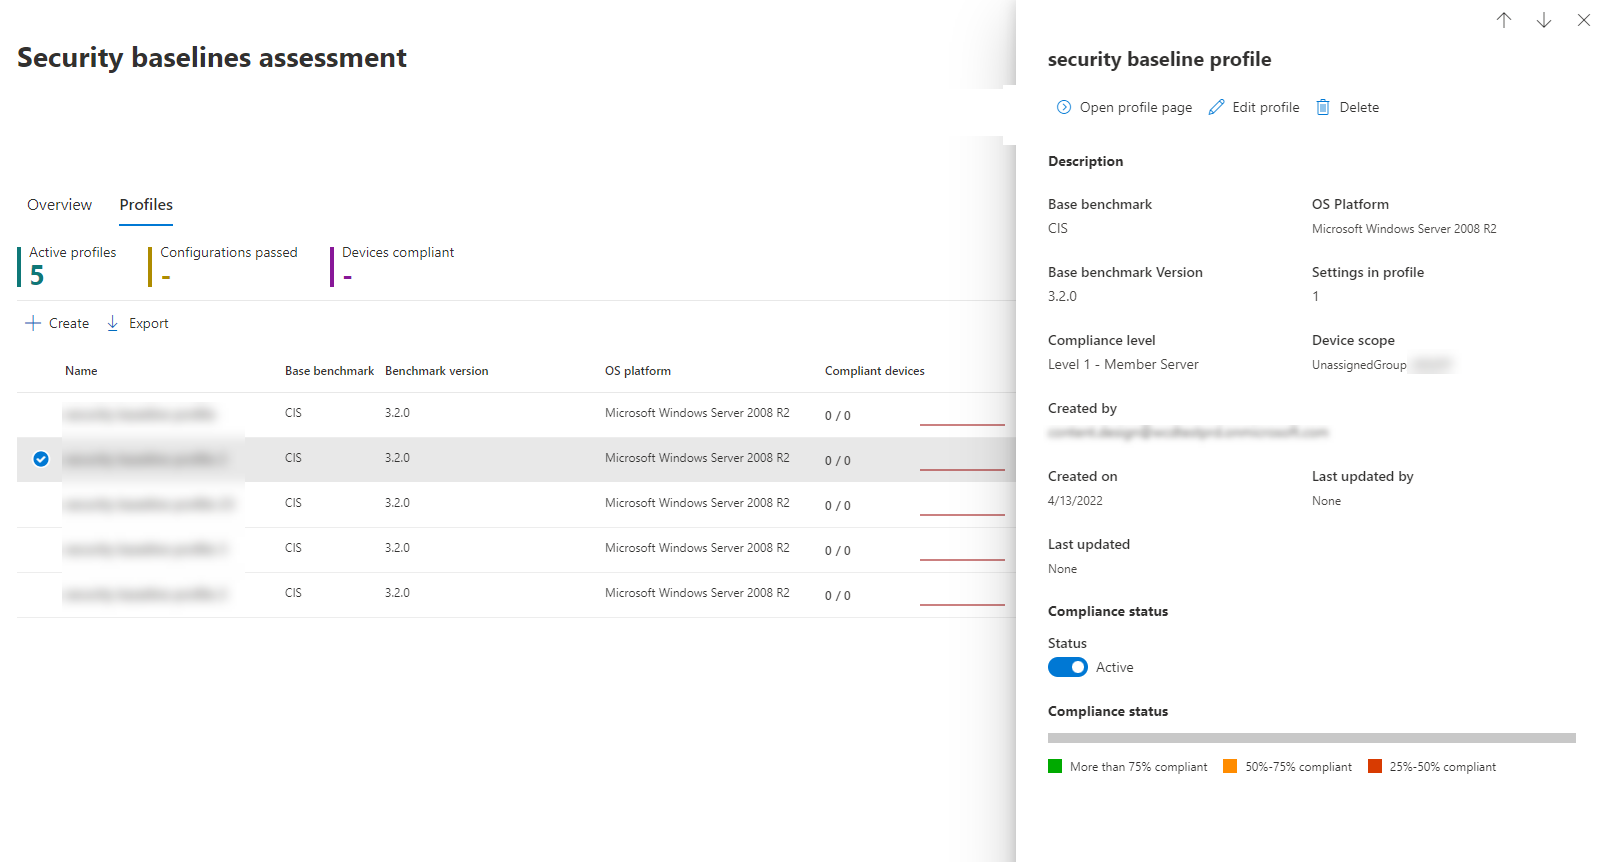 Security baselines assessment
Overview
Profiles
Active profiles
5
Configurations passed
-
Devices compliant
-
Create
Export
Name
Base benchmark
Benchmark version
OS platform
Compliant devices
CIS
3.2.0
Microsoft Windows Server 2008 R2
0 / 0
CIS
3.2.0
Microsoft Windows Server 2008 R2
0 / 0
CIS
3.2.0
Microsoft Windows Server 2008 R2
0 / 0
CIS
3.2.0
Microsoft Windows Server 2008 R2
0 / 0
CIS
3.2.0
Microsoft Windows Server 2008 R2
0 / 0
security baseline profile
Open profile page
Edit profile
Delete
Description
Base benchmark
CIS
OS Platform
Microsoft Windows Server 2008 R2
Base benchmark Version
3.2.0
Settings in profile
1
Compliance level
Level 1 - Member Server
Device scope
UnassignedGroup
Created by
Created on
4/13/2022
Last updated by
None
Last updated
None
Compliance status
Status
Active
Compliance status
More than 75% compliant
50%-75% compliant
25%-50% compliant